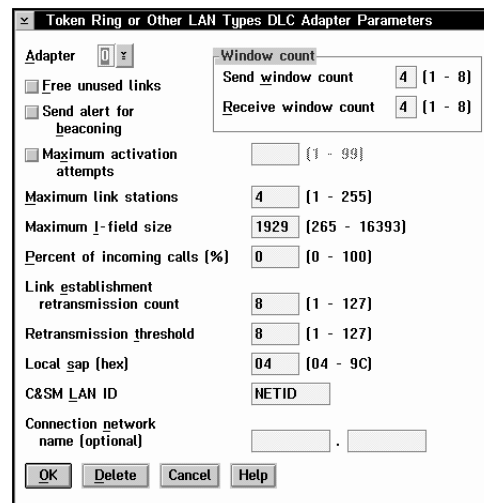 Token Ring or Other LAN Types DLC Adapter Parameters
Adapter 0
Window count
Send window count 4 (1 - 8)
Receive window count 4 (1 - 8)
Free unused links
Send alert for
beaconing
Maximum activation
attempts
(1 - 99)
Maximum link stations 4 (1 - 255)
Maximum I-field size 1929 (265 - 16393)
Percent of incoming calls (%) 0 (0 - 100)
Link establishment
retransmission count 8 (1 - 127)
Retransmission threshold 8 (1 - 127)
Local sap (hex) 04 (04 - 9C)
C&SM LAN ID NETID
Connection network
name (optional) .
OK Delete Cancel Help